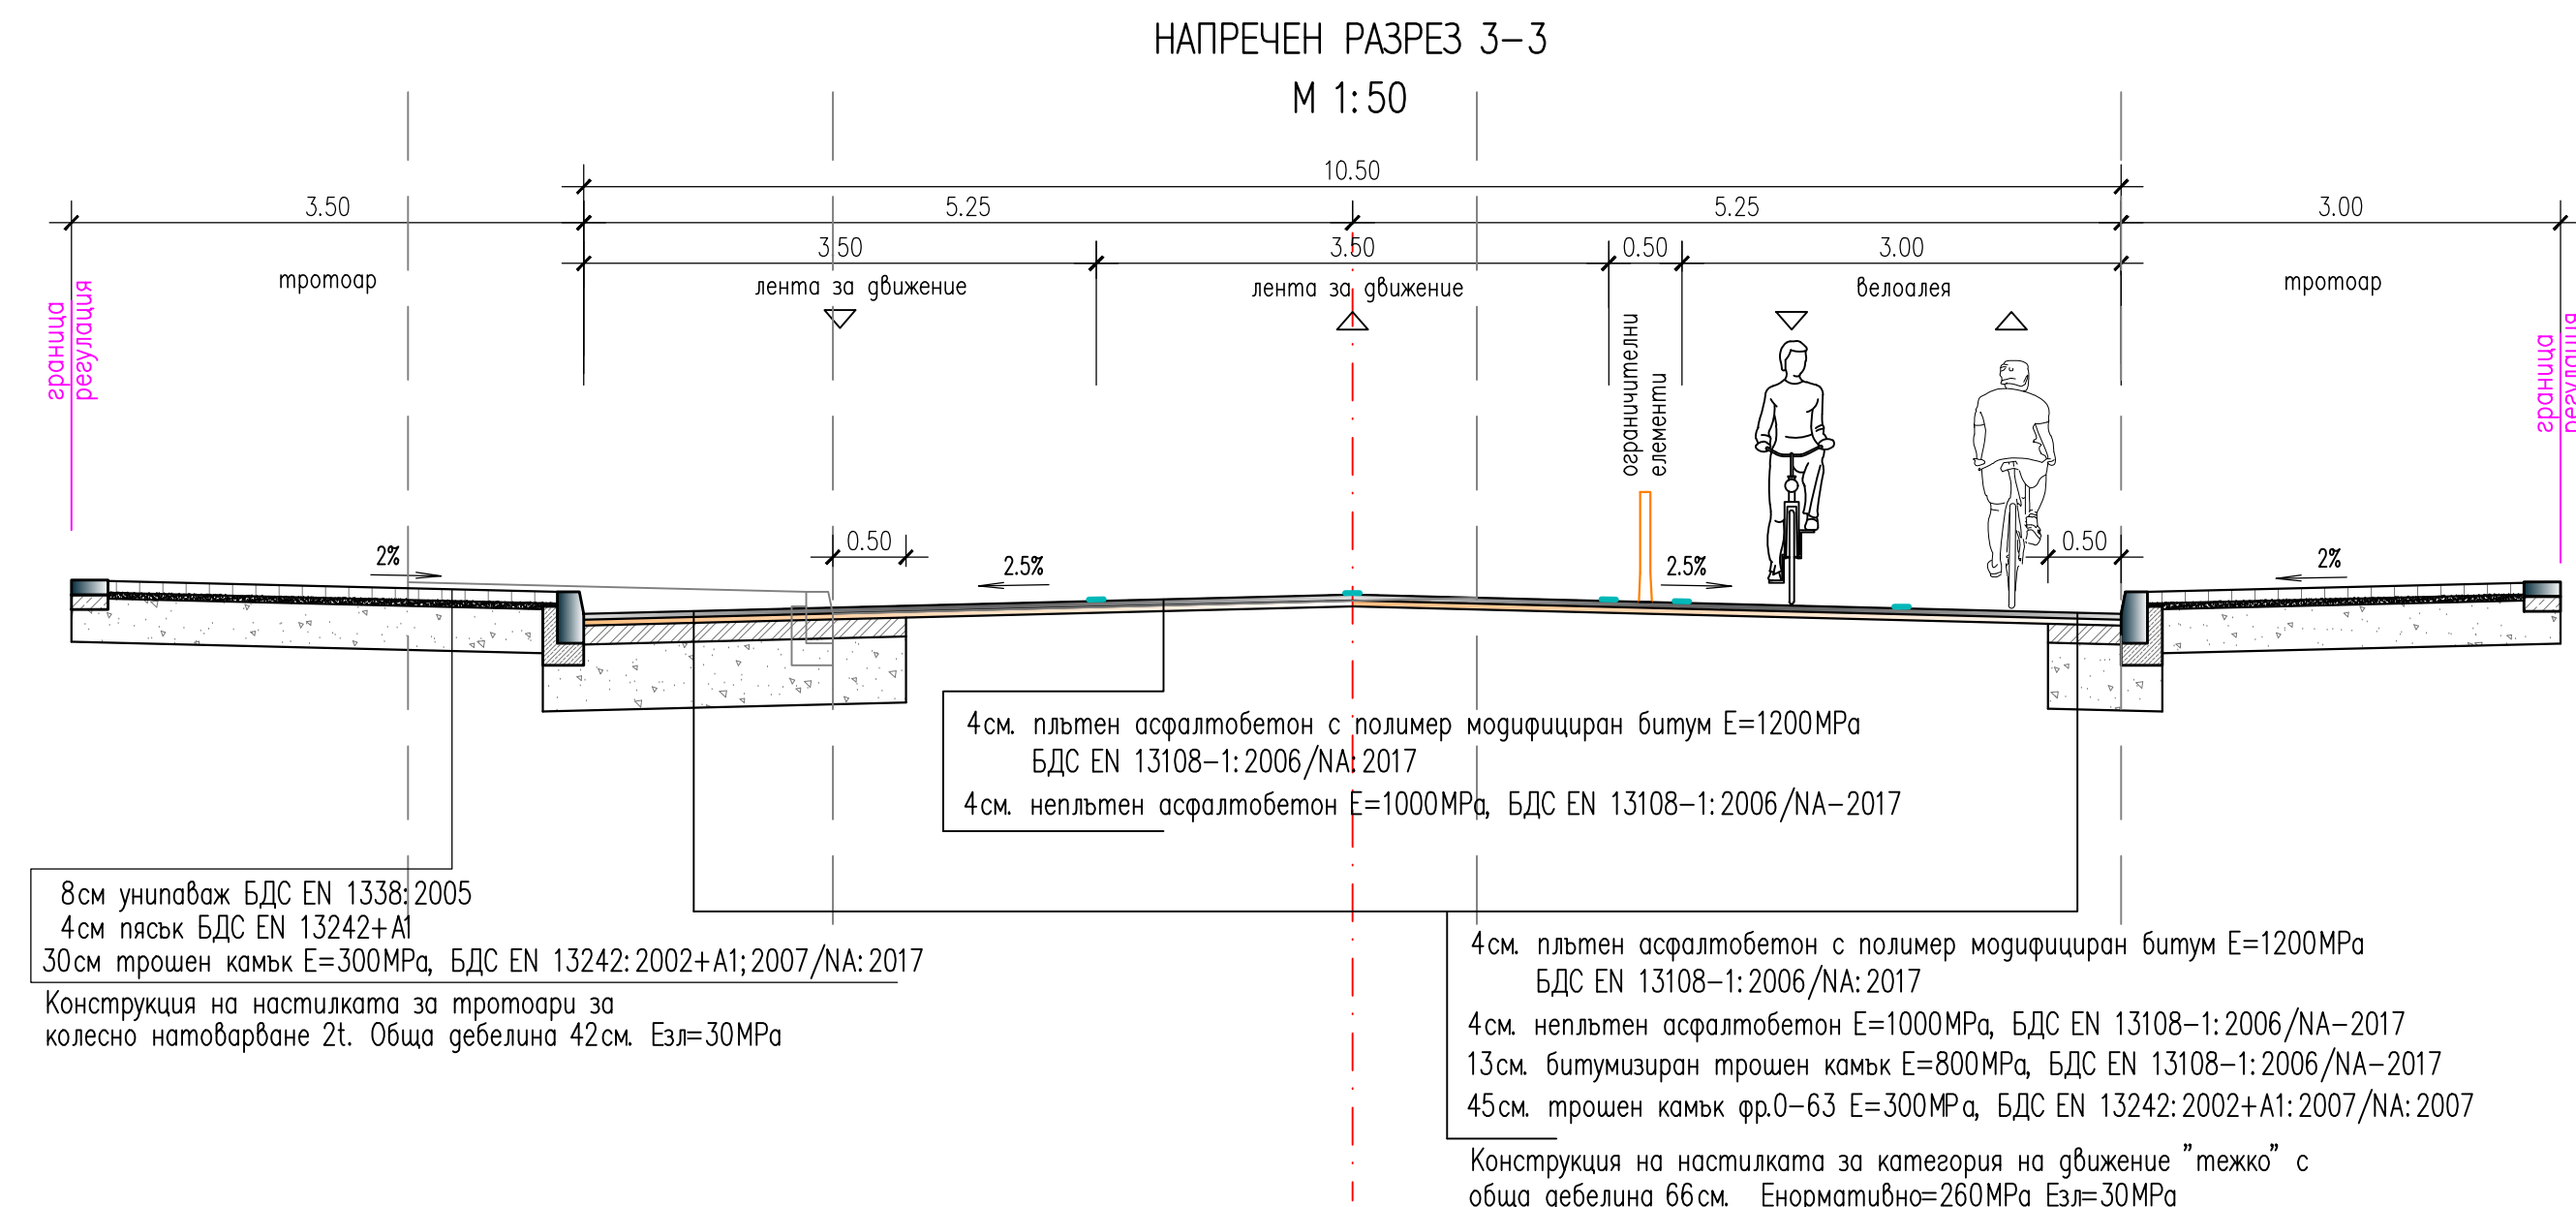 НАПРЕЧЕН РАЗРЕЗ 3-3
М 1:50
10.50
3.50
5.25
5.25
3.00
3.50
3.50
0.50
3.00
тротоар
лента за движение
лента за движение
велоалея
тротоар
граница
регулация
ограничителни
елементи
граница
2%
0.50
2.5%
2.5%
0.50
2%
4см. плътен асфалтобетон с полимер модифициран битум Е=1200МРа
БДС EN 13108-1:2006/NA:2017
4см. неплътен асфалтобетон Е=1000МРа, БДС EN 13108-1:2006/NA-2017
8см унипаваж БДС EN 1338:2005
4см пясък БДС EN 13242+A1
30см трошен камък Е=300МРа, БДС EN 13242:2002+A1;2007/NA:2017
Конструкция на настилката за тротоари за
колесно натоварване 2t. Обща дебелина 42см. Езл=30МРа
4см. плътен асфалтобетон с полимер модифициран битум Е=1200МРа
БДС EN 13108-1:2006/NA:2017
4см. неплътен асфалтобетон Е=1000МРа, БДС EN 13108-1:2006/NA-2017
13см. битумизиран трошен камък Е=800МРа, БДС EN 13108-1:2006/NA-2017
45см. трошен камък фр.0-63 Е=300МРа, БДС EN 13242:2002+A1:2007/NA:2007
Конструкция на настилката за категория на движение "тежко" с
обща дебелина 66см. Енормативно=260МРа Езл=30МРа